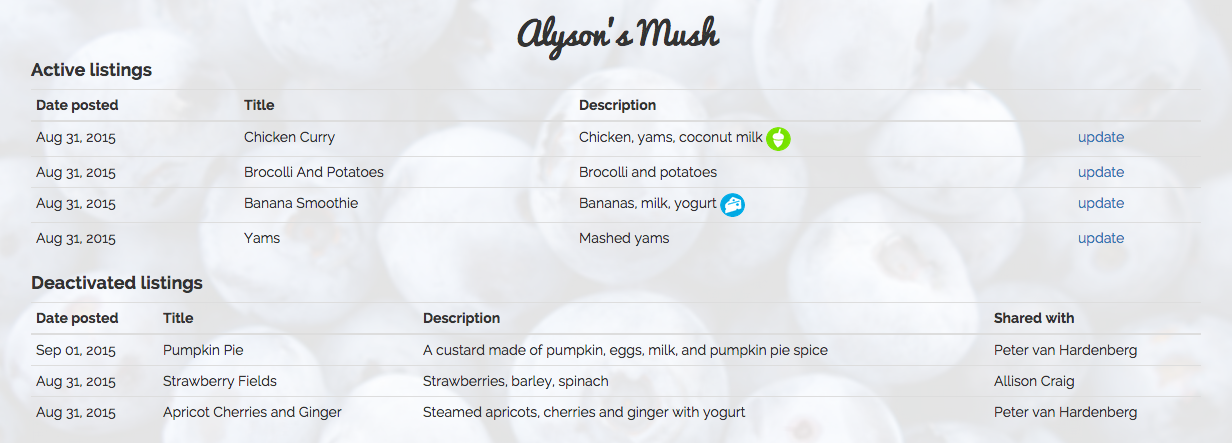 Alyson's Mush
Active listings
Date posted Title Description
Aug 31, 2015 Chicken Curry Chicken, yams, coconut milk update
Aug 31, 2015 Brocolli And Potatoes Brocolli and potatoes update
Aug 31, 2015 Banana Smoothie Bananas, milk, yogurt update
Aug 31, 2015 Yams Mashed yams update
Deactivated listings
Date posted Title Description Shared with
Sep 01, 2015 Pumpkin Pie A custard made of pumpkin, eggs, milk, and pumpkin pie spice Peter van Hardenberg
Aug 31, 2015 Strawberry Fields Strawberries, barley, spinach Allison Craig
Aug 31, 2015 Apricot Cherries and Ginger Steamed apricots, cherries and ginger with yogurt Peter van Hardenberg